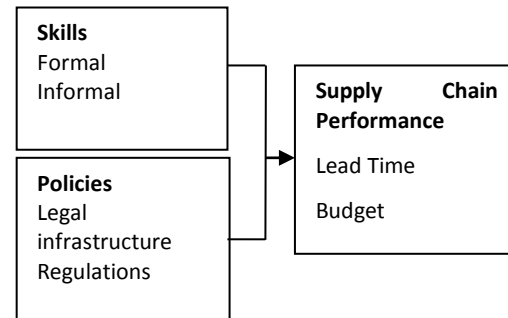 Skills
Formal
Informal
Policies
Legal
infrastructure
Regulations
Supply Chain
Performance
Lead Time
Budget